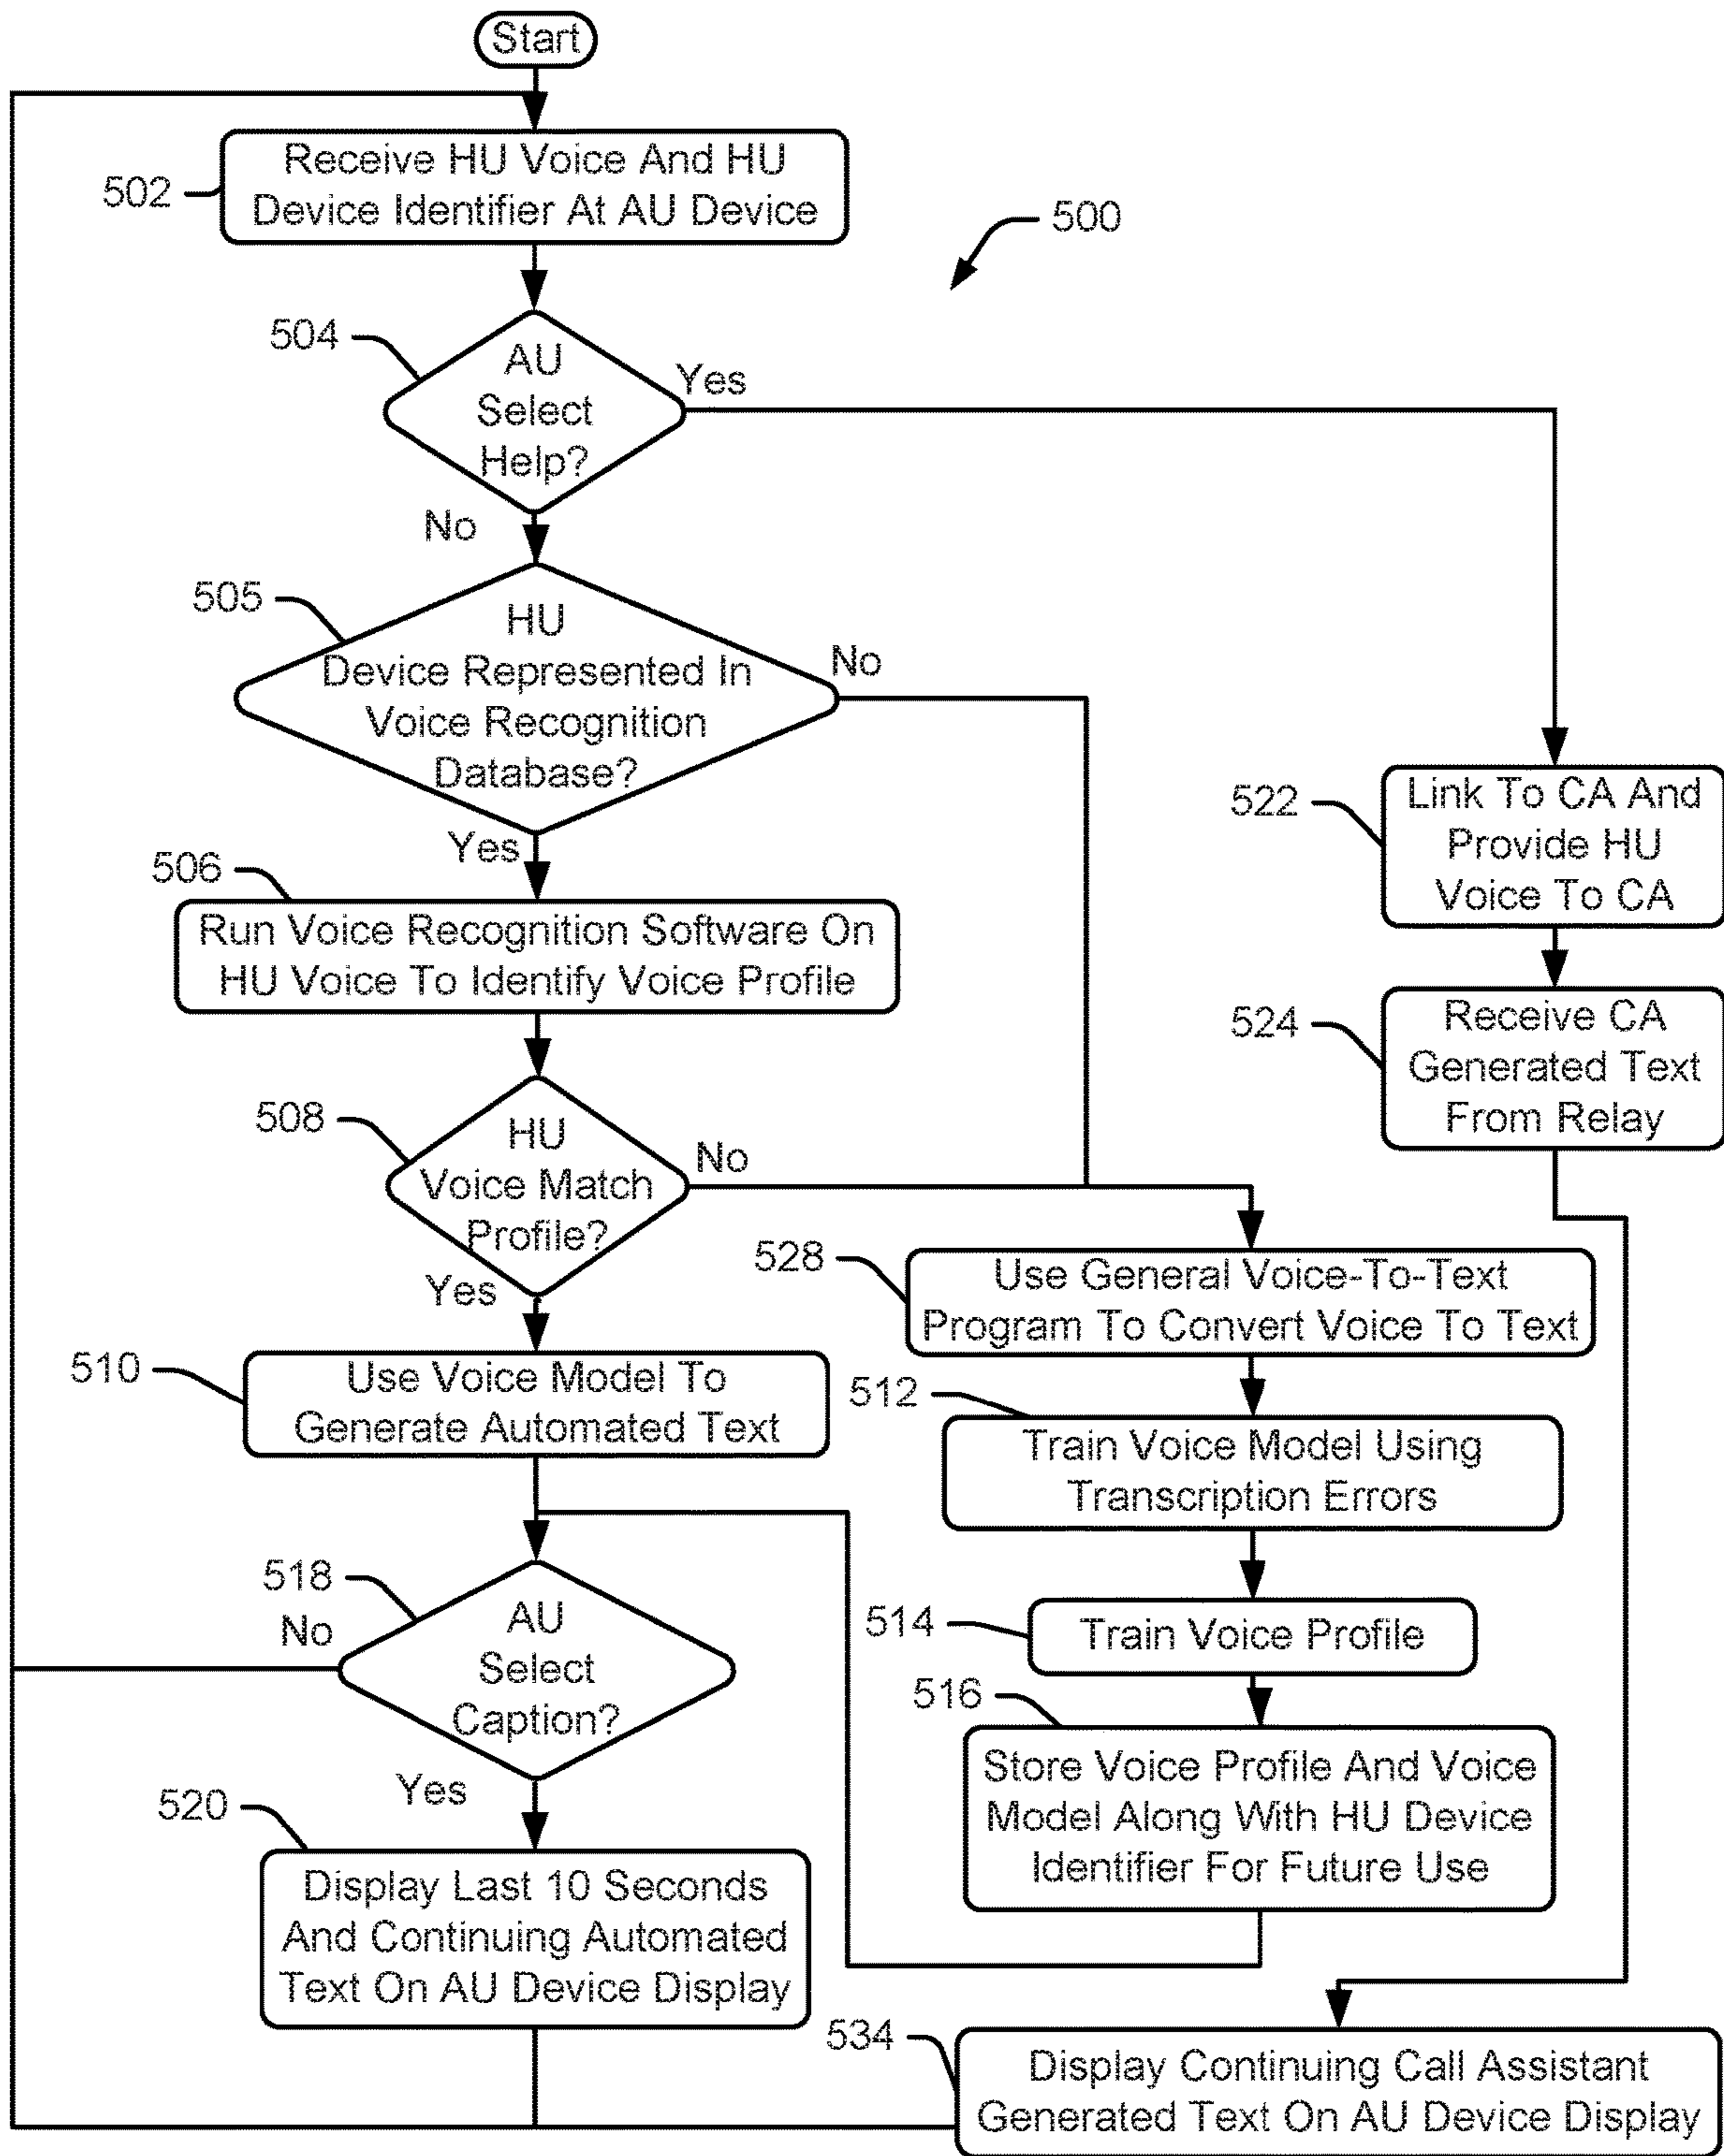 Start
502
Receive HU Voice And HU
Device Identifier At AU Device
500
504
AU
Select
Help?
Yes
No
505
HU
Device Represented In
Voice Recognition
Database?
No
Yes
522
Link To CA And
Provide HU
Voice To CA
506
Run Voice Recognition Software On
HU Voice To Identify Voice Profile
524
Receive CA
Generated Text
From Relay
508
HU
Voice Match
Profile?
No
Yes
528
Use General Voice-To-Text
Program To Convert Voice To Text
510
Use Voice Model To
Generate Automated Text
512
Train Voice Model Using
Transcription Errors
518
AU
Select
Caption?
No
Yes
514
Train Voice Profile
516
Store Voice Profile And Voice
Model Along With HU Device
Identifier For Future Use
520
Display Last 10 Seconds
And Continuing Automated
Text On AU Device Display
534
Display Continuing Call Assistant
Generated Text On AU Device Display